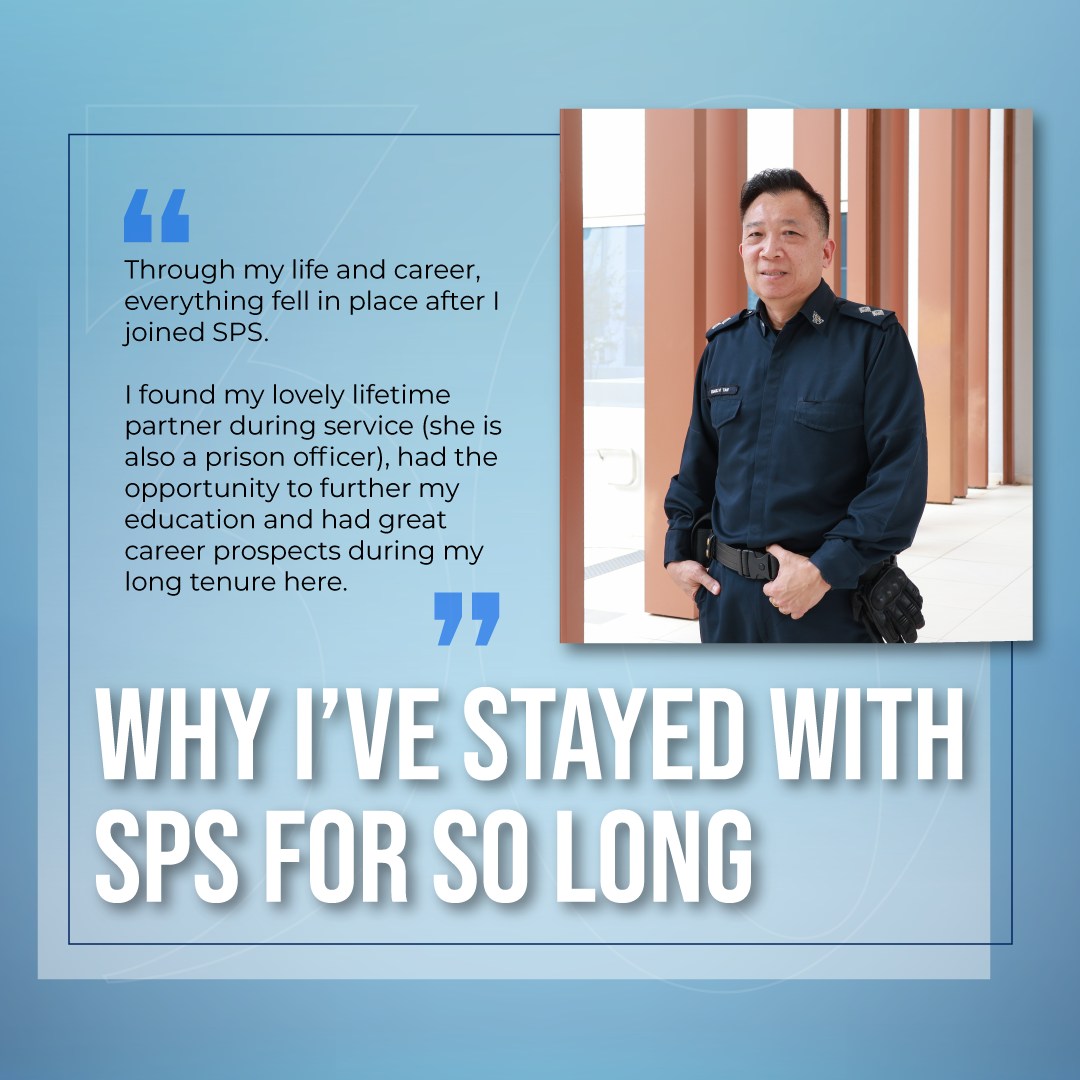 Through my life and career,
everything fell in place after I
joined SPS.
I found my lovely lifetime
partner during service (she is
also a prison officer), had the
opportunity to further my
education and had great
career prospects during my
long tenure here.
WHY I’VE STAYED WITH
SPS FOR SO LONG